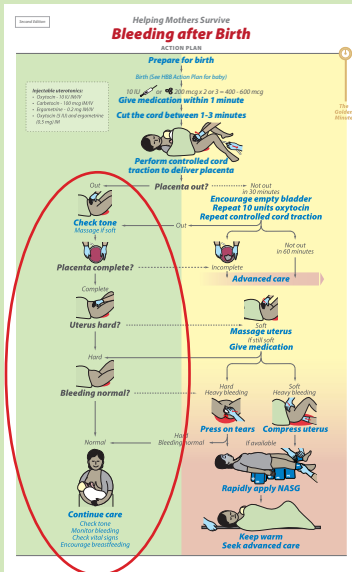 Second Edition
Helping Mothers Survive
Bleeding after Birth
ACTION PLAN
Prepare for birth
Birth (See HBB Action Plan for baby)
Injectable uterotonics:
• Oxytocin - 10 IU IM/IV
• Carbetocin - 100 mcg IM/IV
• Ergometrine - 0.2 mg IM/IV
• Oxytocin (5 IU) and ergometrine
(0.5 mg) IM
10 IU or 200 mcg x 2 or 3 = 400 - 600 mcg
Give medication within 1 minute
Cut the cord between 1-3 minutes
The
Golden
Minute
Perform controlled cord
traction to deliver placenta
Out
Placenta out?
Not out
in 30 minutes
Encourage empty bladder
Repeat 10 units oxytocin
Repeat controlled cord traction
Check tone
Massage if soft
Out
Not out
in 60 minutes
Placenta complete?
Incomplete
Advanced care
Complete
Uterus hard?
Soft
Massage uterus
If still soft
Give medication
Hard
Bleeding normal?
Hard
Heavy bleeding
Soft
Heavy bleeding
Press on tears
Compress uterus
Normal
Hard
Bleeding normal
If available
Rapidly apply NASG
Continue care
Check tone
Monitor bleeding
Check vital signs
Encourage breastfeeding
Keep warm
Seek advanced care